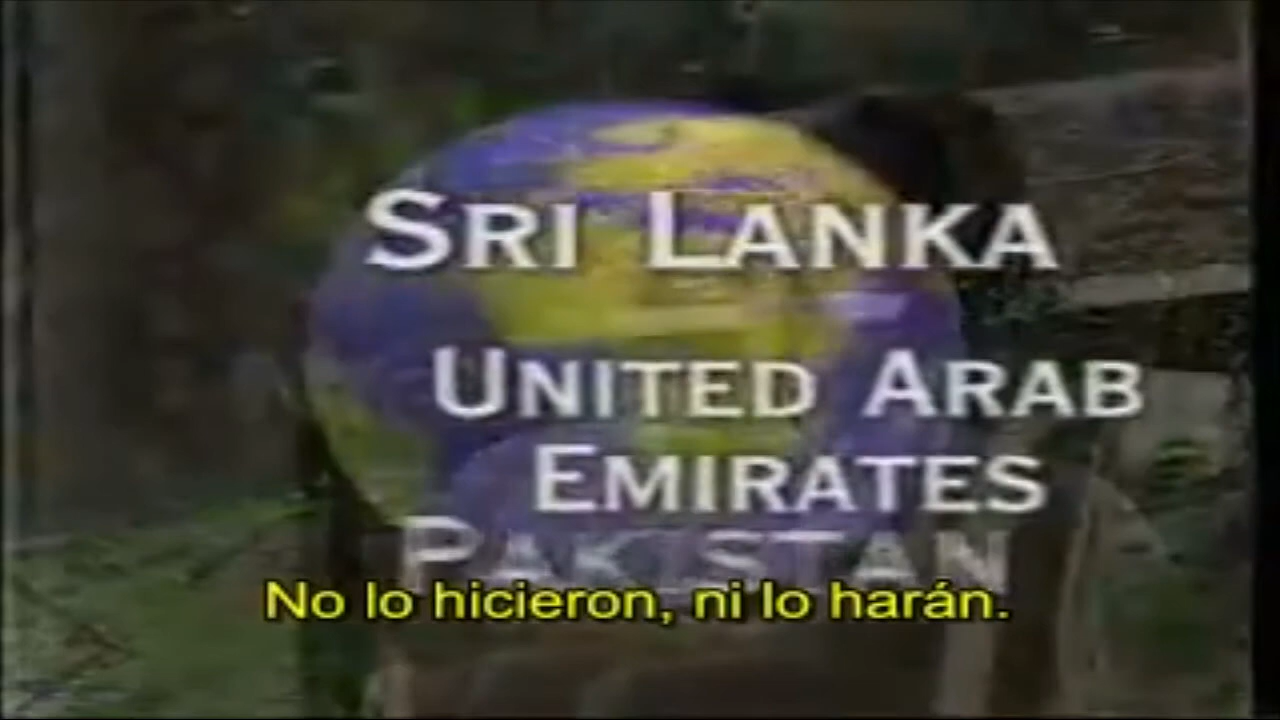 SRI LANKA
UNITED ARAB
EMIRATES
PAKISTAN
No lo hicieron, ni lo harán.